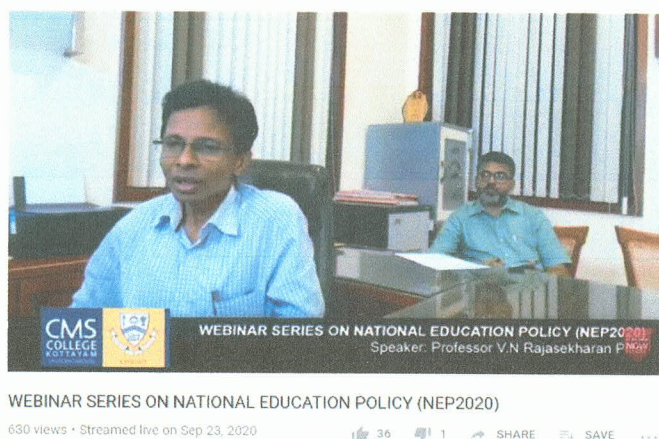 CMS
COLLEGE
KOTTAYAM
WEBINAR SERIES ON NATIONAL EDUCATION POLICY (NEP2020)
Speaker: Professor V.N Rajasekharan P
NOW
WEBINAR SERIES ON NATIONAL EDUCATION POLICY (NEP2020)
630 views • Streamed live on Sep 23, 2020
36 1 SHARE SAVE ...